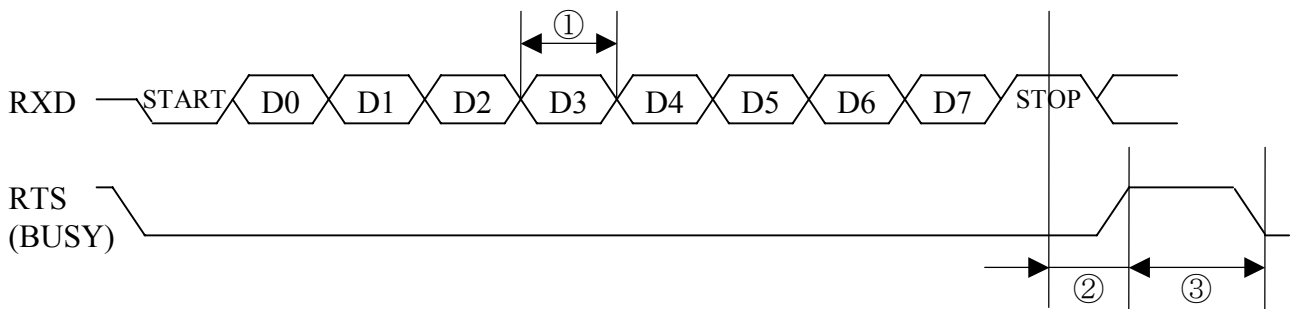 ①
RXD START D0 D1 D2 D3 D4 D5 D6 D7 STOP
RTS
(BUSY)
② ③